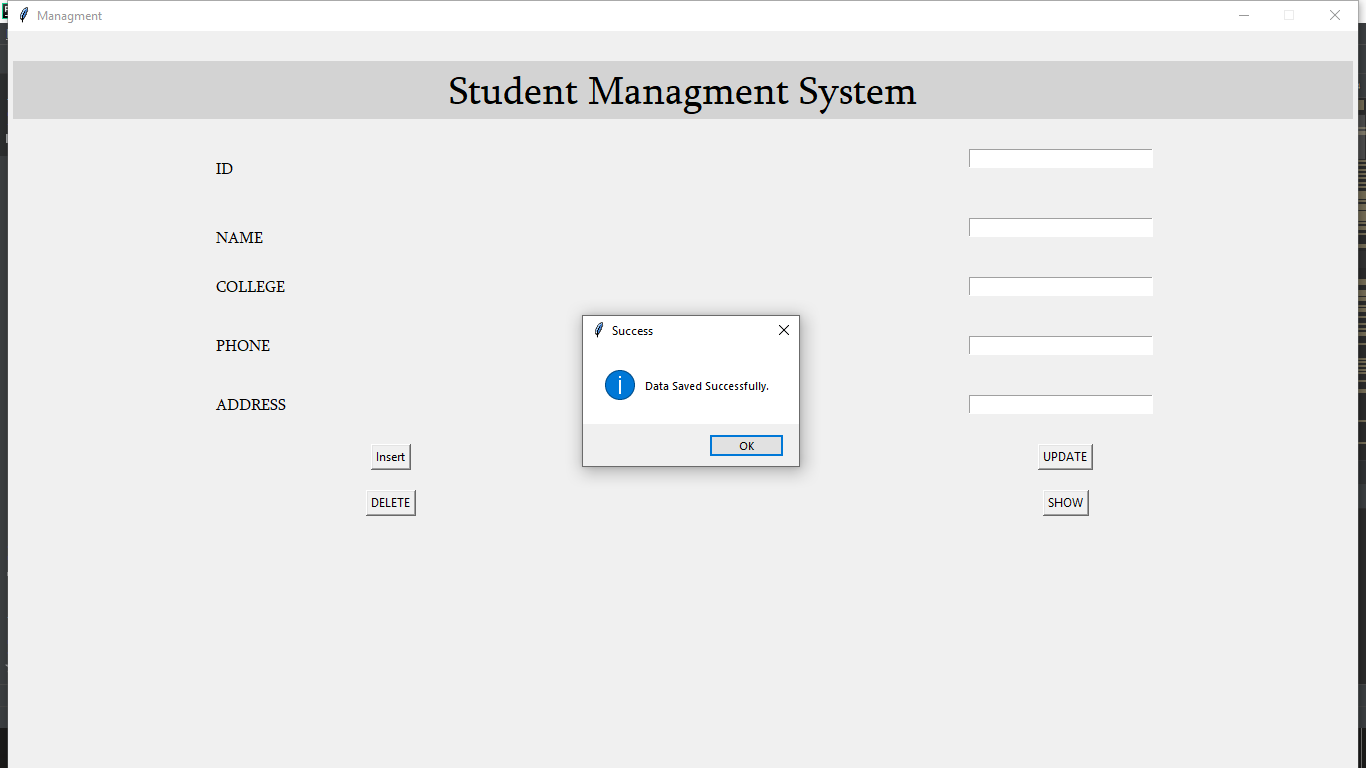 Managment
Student Managment System
ID
NAME
COLLEGE
PHONE
ADDRESS
Success
Data Saved Successfully.
OK
Insert
UPDATE
DELETE
SHOW